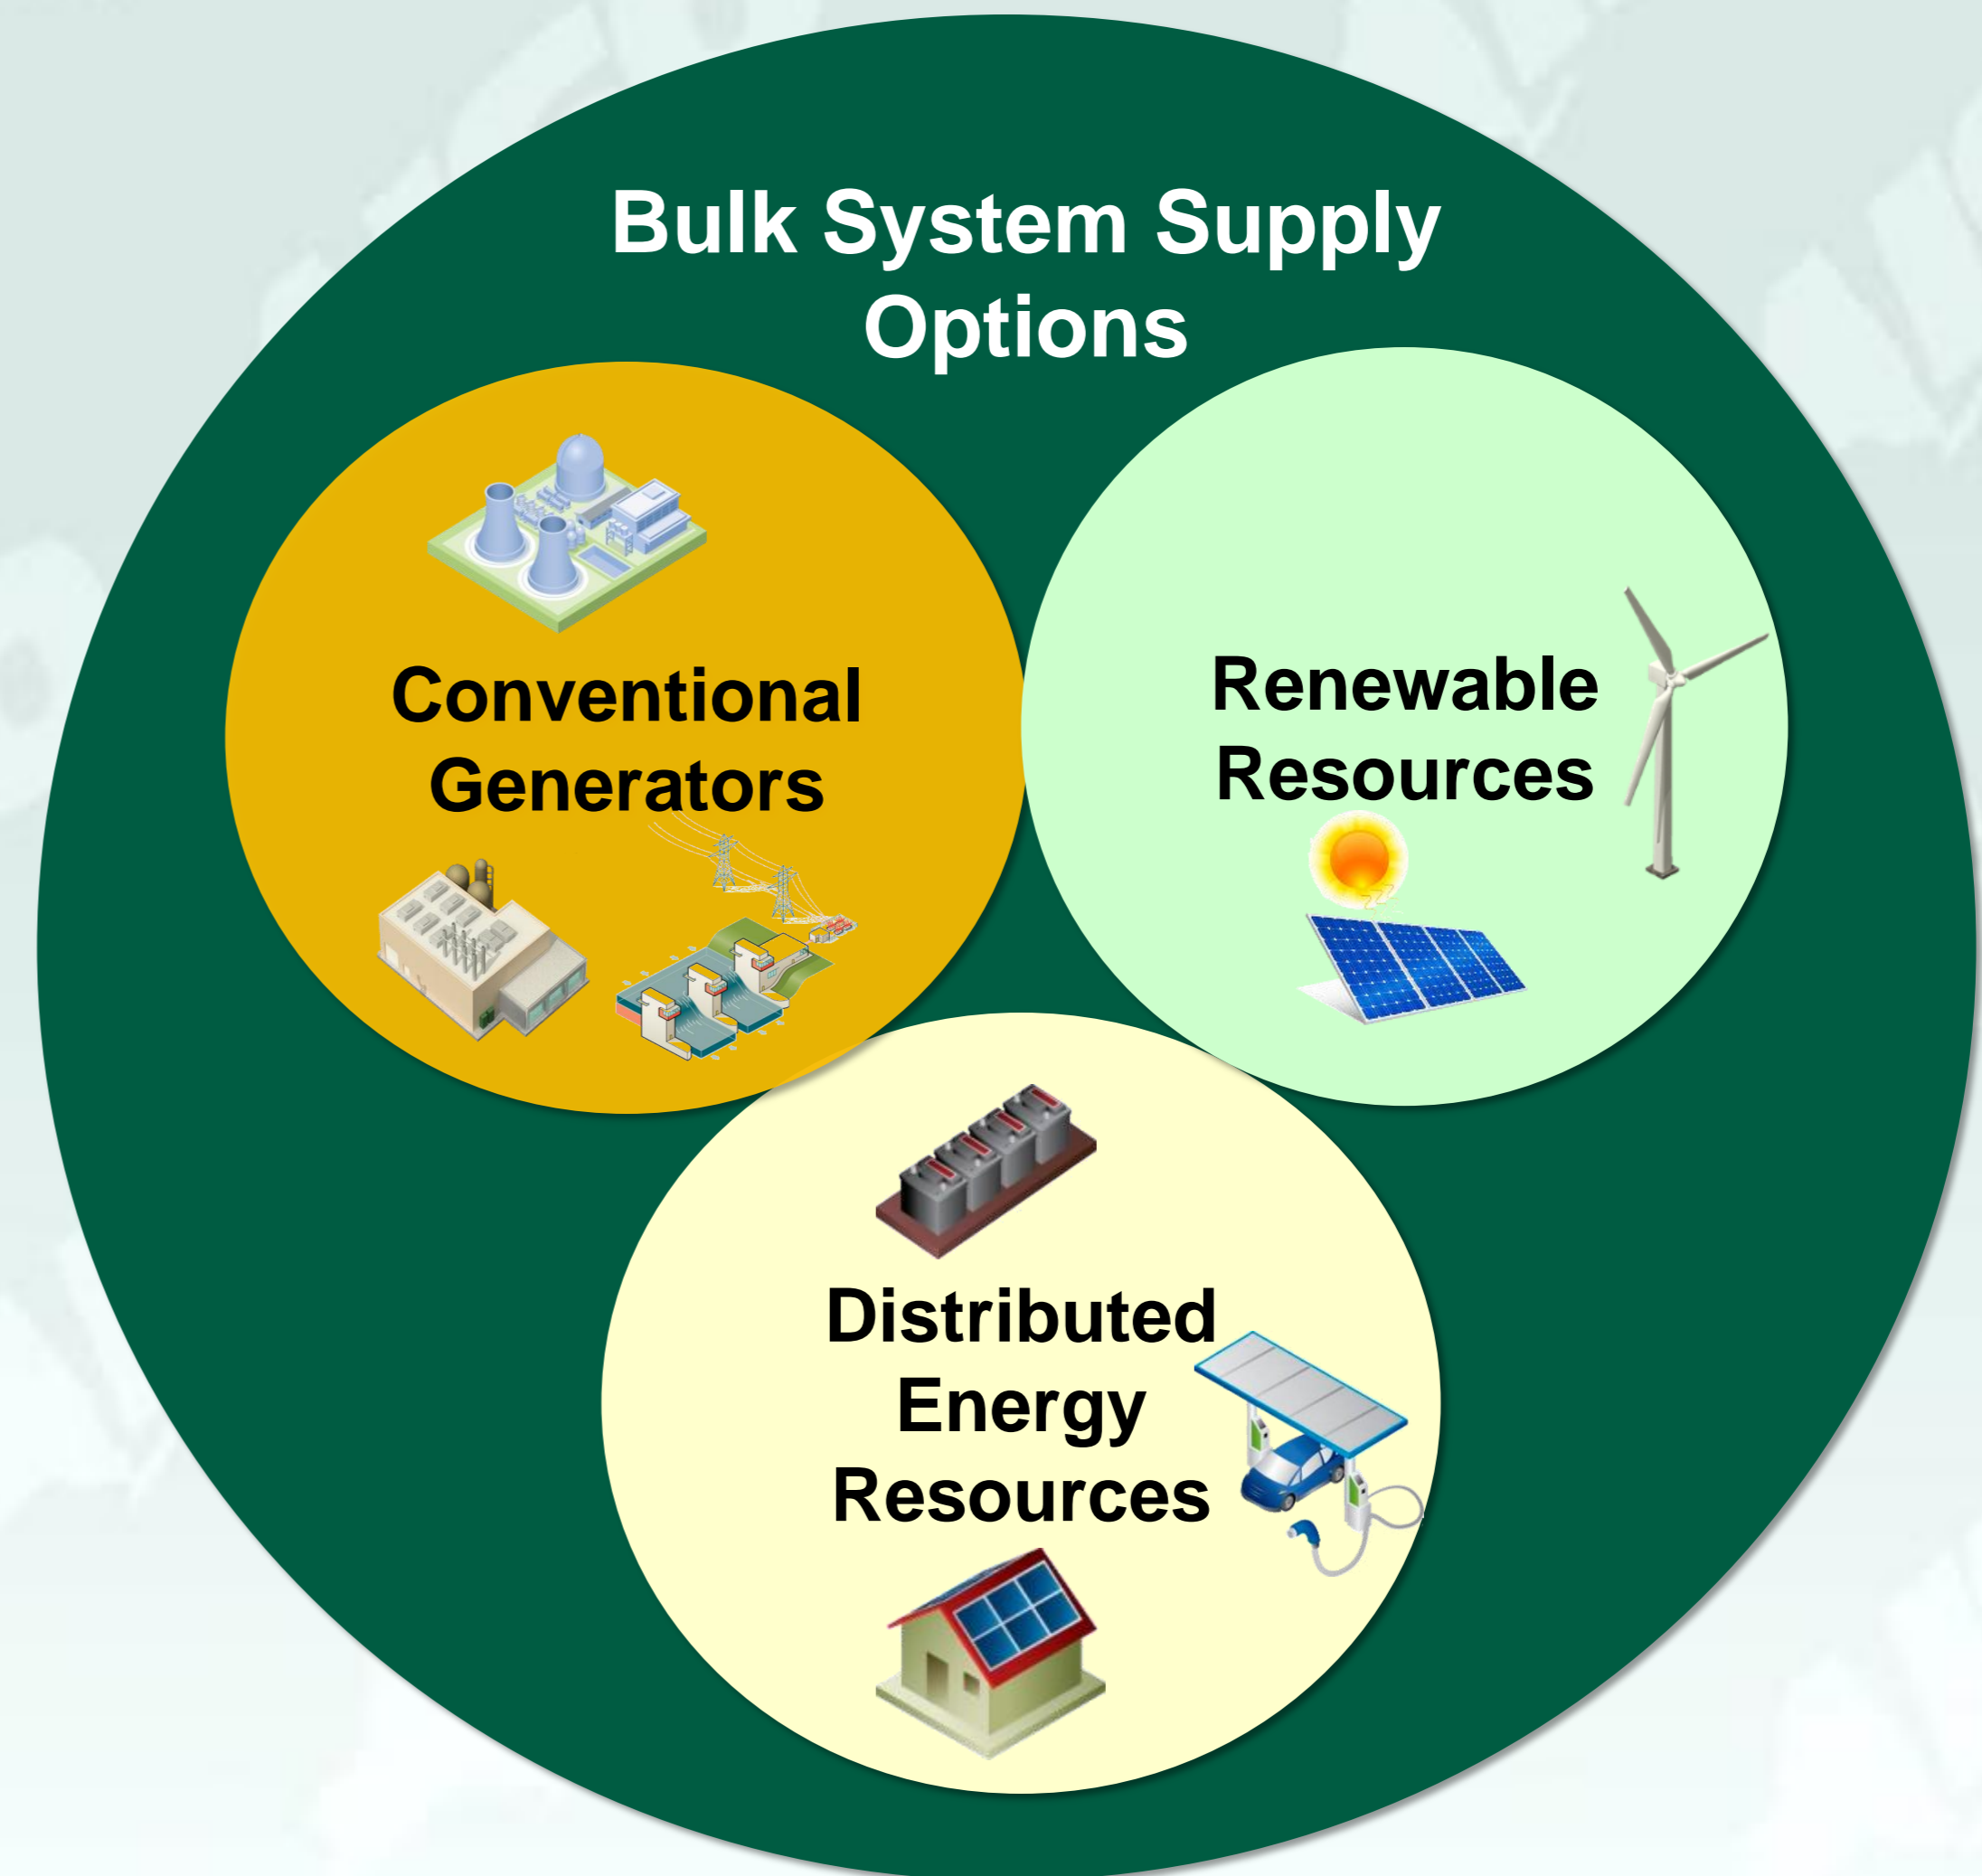 Bulk System Supply
Options
Conventional
Generators
Renewable
Resources
Distributed
Energy
Resources